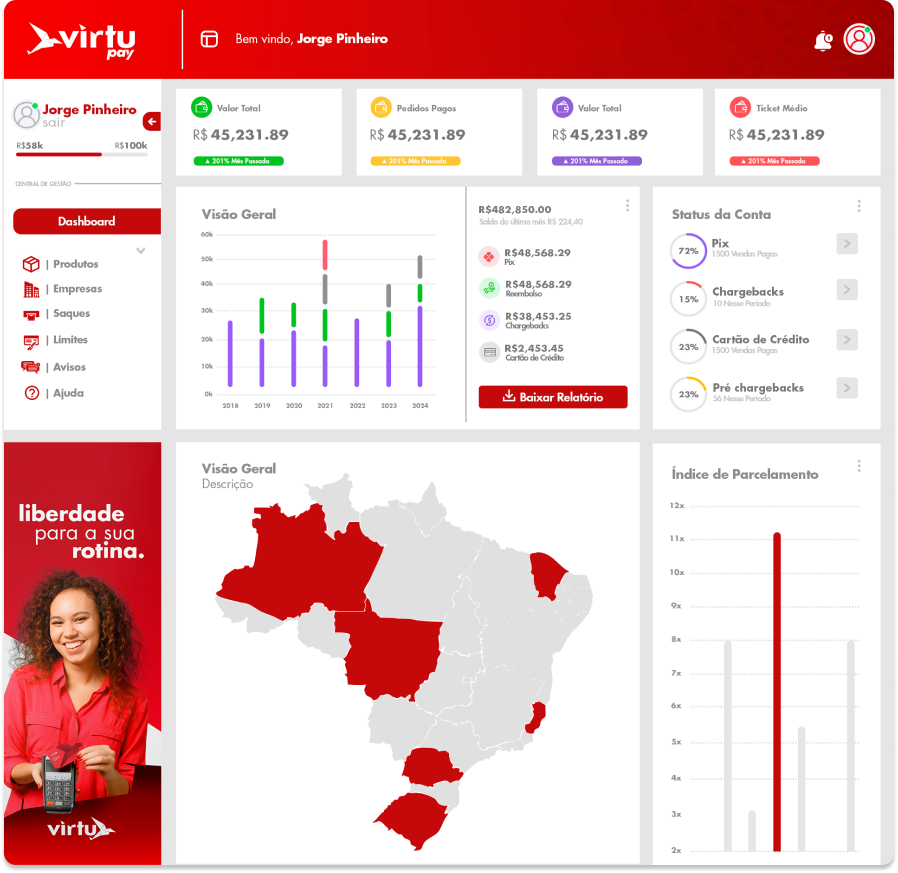 virtu
pay
Bem vindo, Jorge Pinheiro
Jorge Pinheiro
sair
R$58k
R$100k
CENTRAL DE GESTÃO
Dashboard
| Produtos
| Empresas
| Saques
| Limites
| Avisos
| Ajuda
Valor Total
R$ 45,231.89
▲ 201% Mês Passado
Pedidos Pagos
R$ 45,231.89
▲ 201% Mês Passado
Valor Total
R$ 45,231.89
▲ 201% Mês Passado
Ticket Médio
R$ 45,231.89
▲ 201% Mês Passado
Visão Geral
60k
50k
40k
30k
20k
10k
0k
2018 2019 2020 2021 2022 2023 2024
R$482,850.00
Saldo do último mês R$ 224,40
R$48,568.29
Pix
R$48,568.29
Reembolso
R$38,453.25
Chargebacks
R$2,453.45
Cartão de Crédito
Baixar Relatório
Status da Conta
72%
Pix
1500 Vendas Pagas
15%
Chargebacks
10 Nesse Periodo
23%
Cartão de Crédito
1500 Vendas Pagas
23%
Pré chargebacks
56 Nesse Periodo
liberdade
para a sua
rotina.
virtu
Visão Geral
Descrição
Índice de Parcelamento
12x
11x
10x
9x
8x
7x
6x
5x
4x
3x
2x